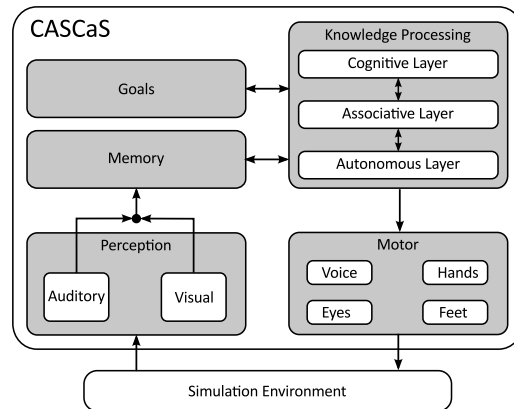 CASCaS
Knowledge Processing
Cognitive Layer
Goals
Associative Layer
Memory
Autonomous Layer
Perception
Motor
Auditory
Visual
Voice
Hands
Eyes
Feet
Simulation Environment